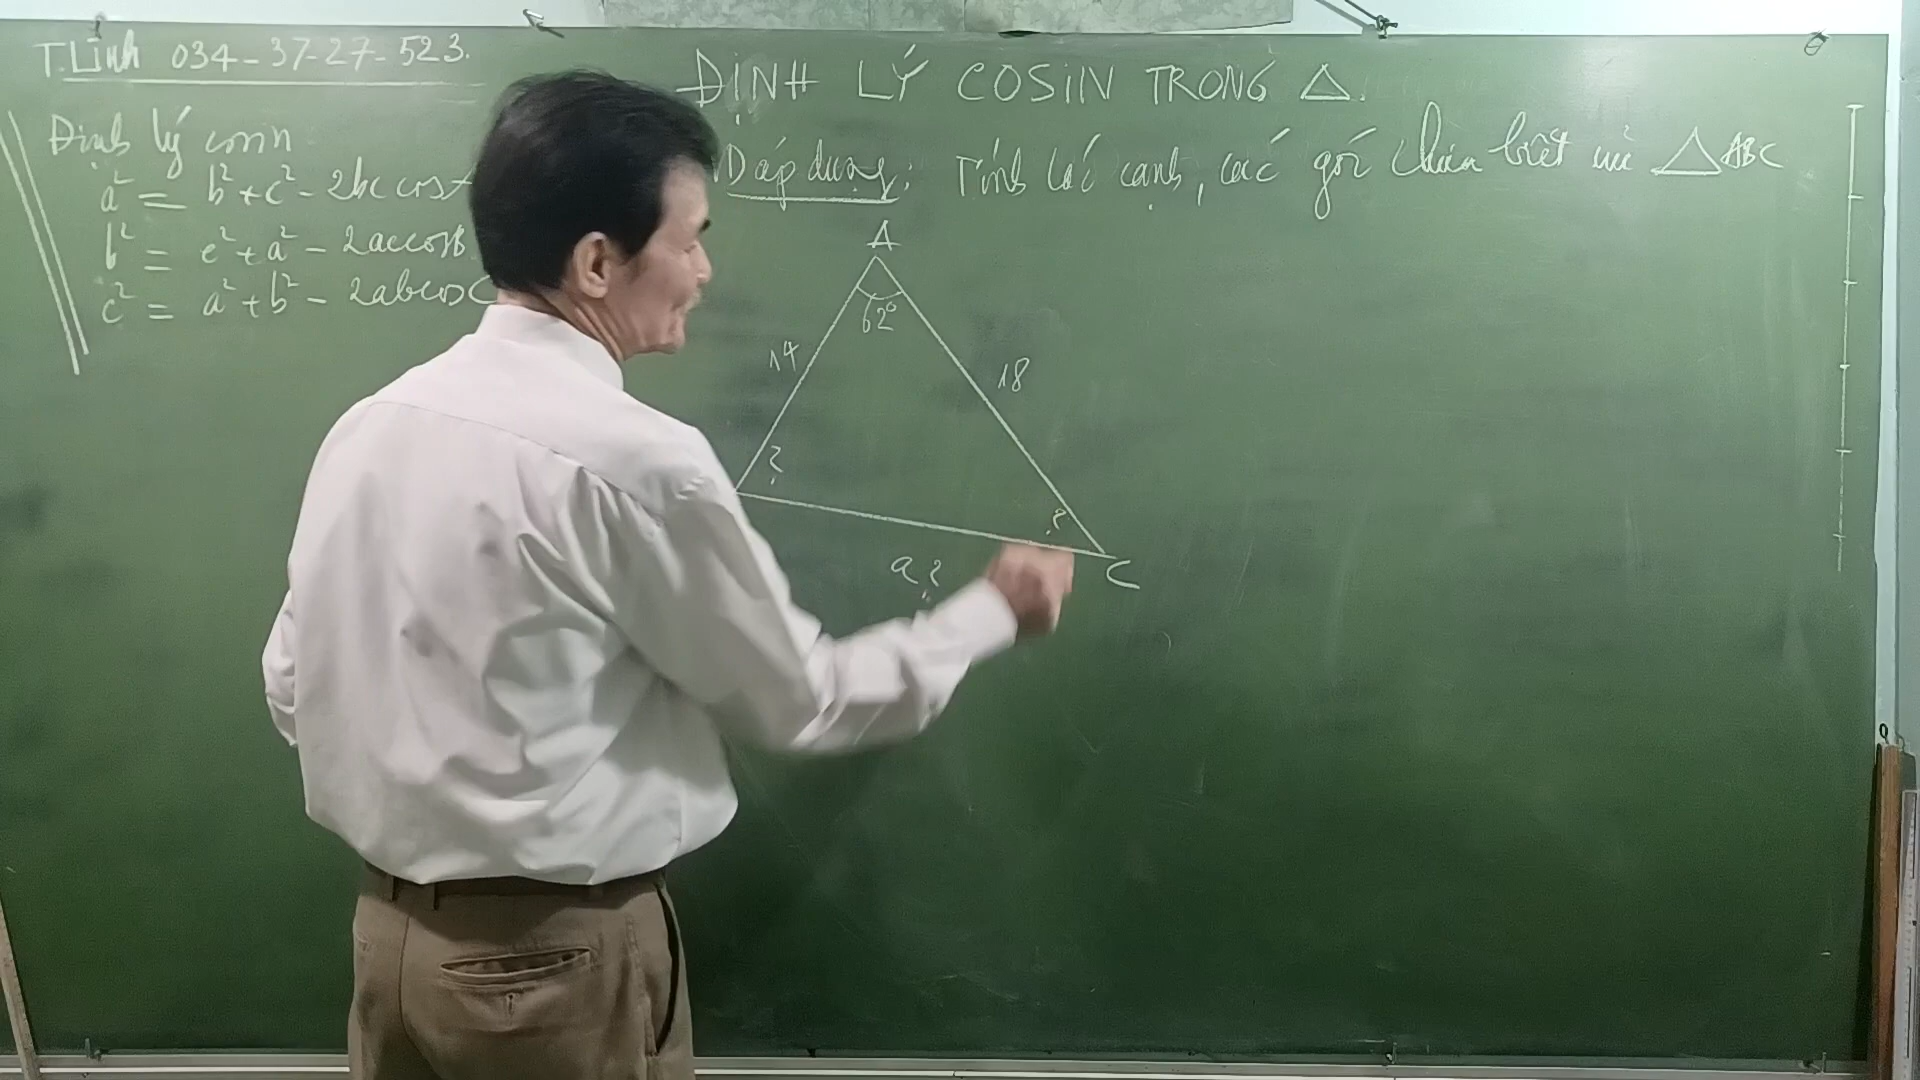 T.Lĩnh 034-37-27-523.
ĐỊNH LÝ COSIN TRONG △.
Định lý cosin
a² = b² + c² - 2bc cos
b² = c² + a² - 2ac cosB
c² = a² + b² - 2ab cosC
áp dụng: Tính các cạnh, các góc chưa biết của △ABC
A
62°
14
18
?
?
a?
C